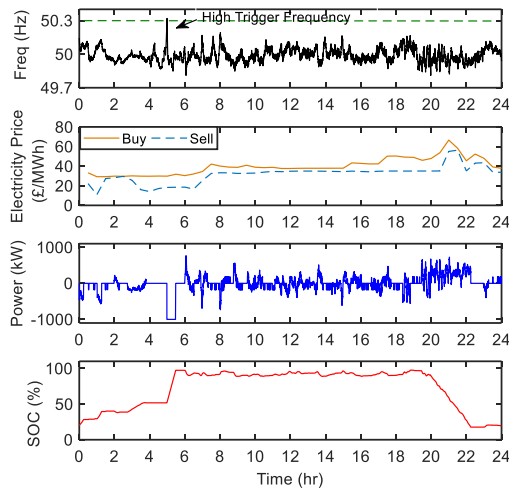 High Trigger Frequency
Freq (Hz)
50.3
50
49.7
0 2 4 6 8 10 12 14 16 18 20 22 24
Electricity Price
(£/MWh)
80
60
40
20
0
Buy Sell
0 2 4 6 8 10 12 14 16 18 20 22 24
Power (kW)
1000
0
-1000
0 2 4 6 8 10 12 14 16 18 20 22 24
SOC (%)
100
50
0
0 2 4 6 8 10 12 14 16 18 20 22 24
Time (hr)